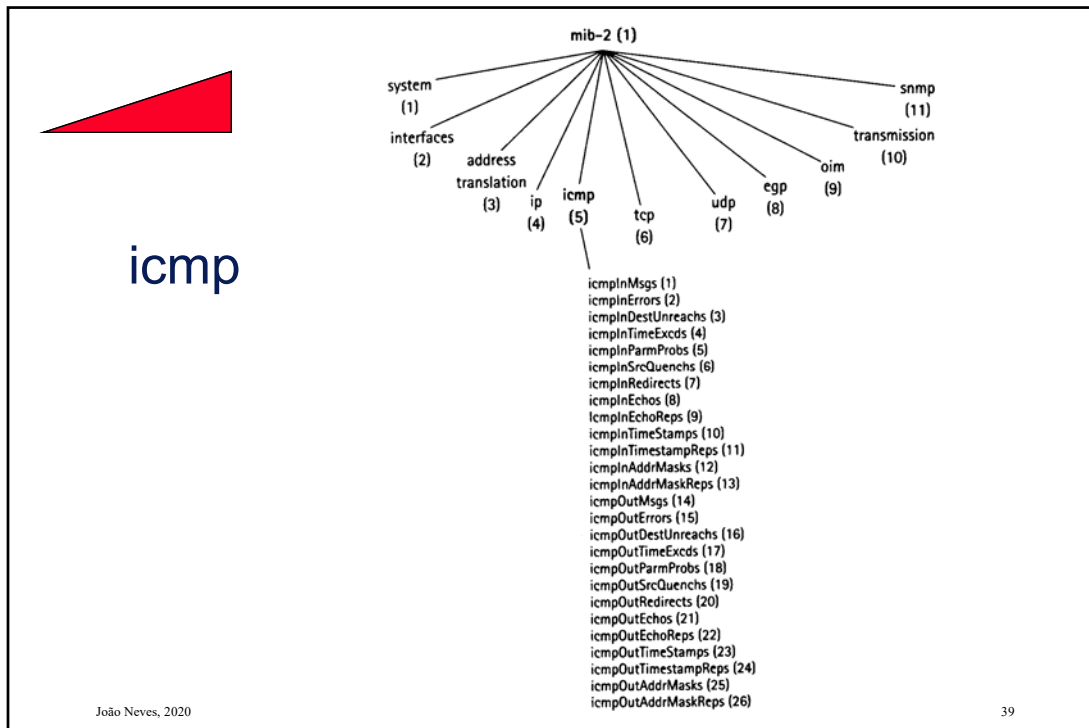 mib-2 (1)
system
(1)
snmp
(11)
interfaces
(2)
transmission
(10)
address
translation
(3)
ip
(4)
icmp
(5)
tcp
(6)
udp
(7)
egp
(8)
oim
(9)
icmp
icmpInMsgs (1)
icmpInErrors (2)
icmpInDestUnreachs (3)
icmpInTimeExcds (4)
icmpInParmProbs (5)
icmpInSrcQuenchs (6)
icmpInRedirects (7)
icmpInEchos (8)
IcmpInEchoReps (9)
icmpInTimeStamps (10)
icmpInTimestampReps (11)
icmpInAddrMasks (12)
icmpInAddrMaskReps (13)
icmpOutMsgs (14)
icmpOutErrors (15)
icmpOutDestUnreachs (16)
icmpOutTimeExcds (17)
icmpOutParmProbs (18)
icmpOutSrcQuenchs (19)
icmpOutRedirects (20)
icmpOutEchos (21)
icmpOutEchoReps (22)
icmpOutTimeStamps (23)
icmpOutTimestampReps (24)
icmpOutAddrMasks (25)
icmpOutAddrMaskReps (26)
João Neves, 2020
39